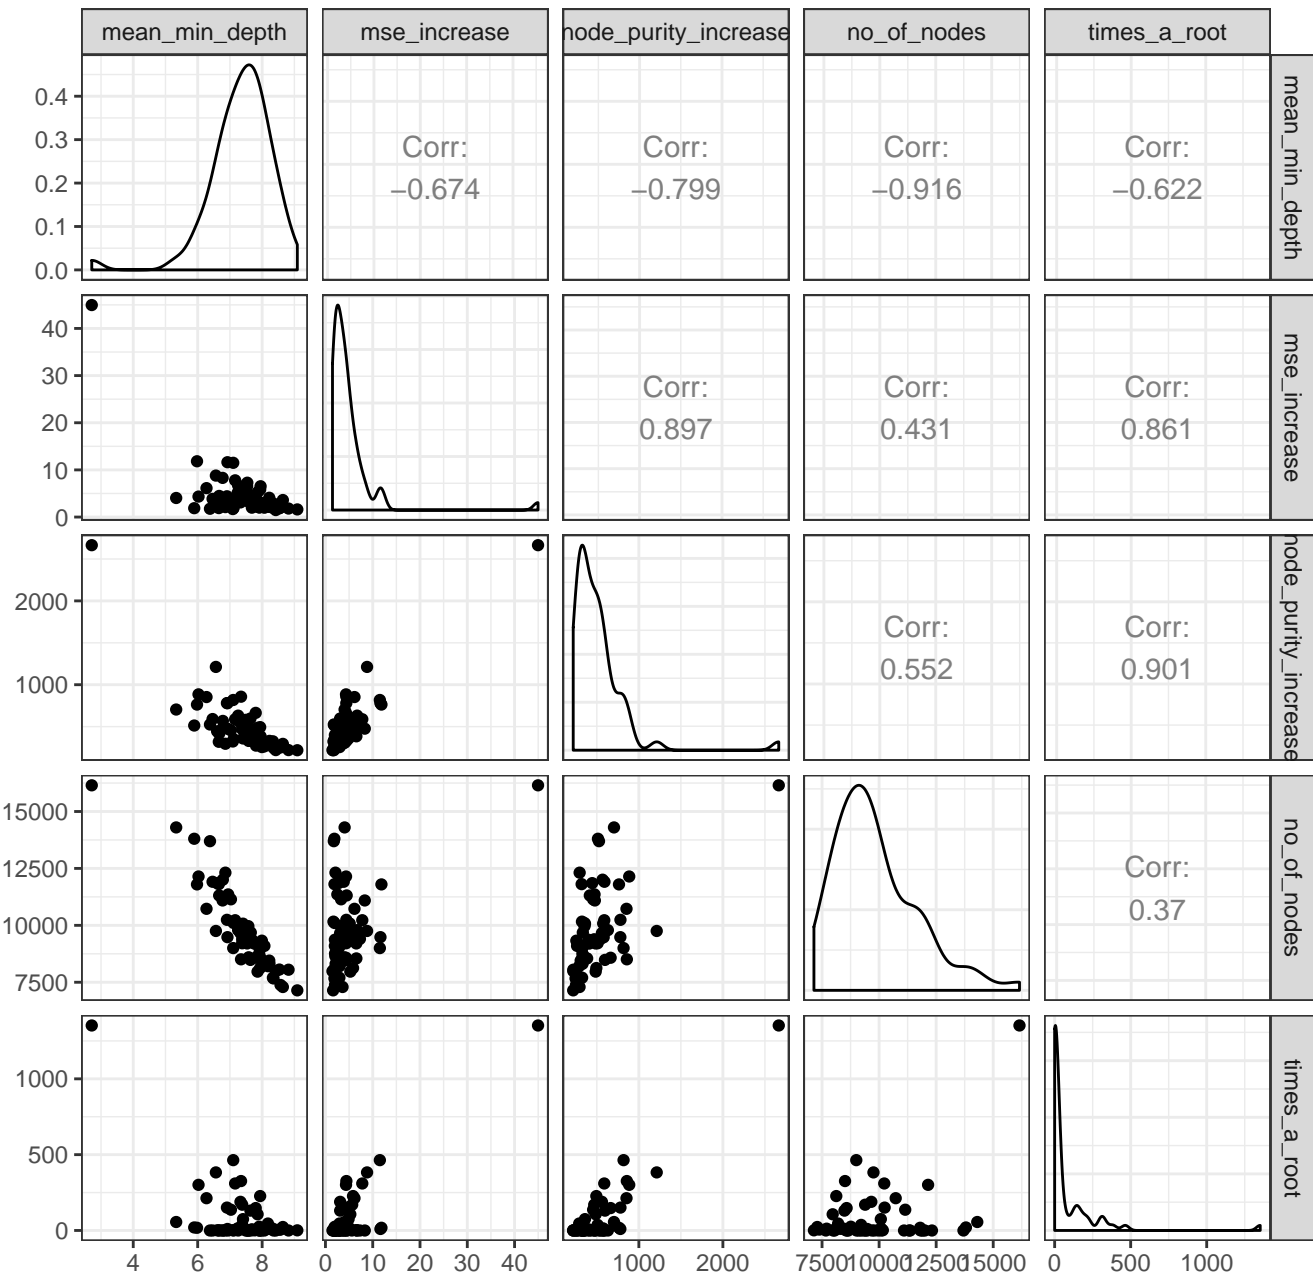 mean_min_depth
mse_increase
node_purity_increase
no_of_nodes
times_a_root
0.4
0.3
0.2
0.1
0.0
Corr:
−0.674
Corr:
−0.799
Corr:
−0.916
Corr:
−0.622
mean_min_depth
40
30
20
10
0
Corr:
0.897
Corr:
0.431
Corr:
0.861
mse_increase
2000
1000
Corr:
0.552
Corr:
0.901
node_purity_increase
15000
12500
10000
7500
Corr:
0.37
no_of_nodes
1000
500
0
times_a_root
4
6
8
0
10
20
30
40
1000
2000
7500
10000
12500
15000
0
500
1000